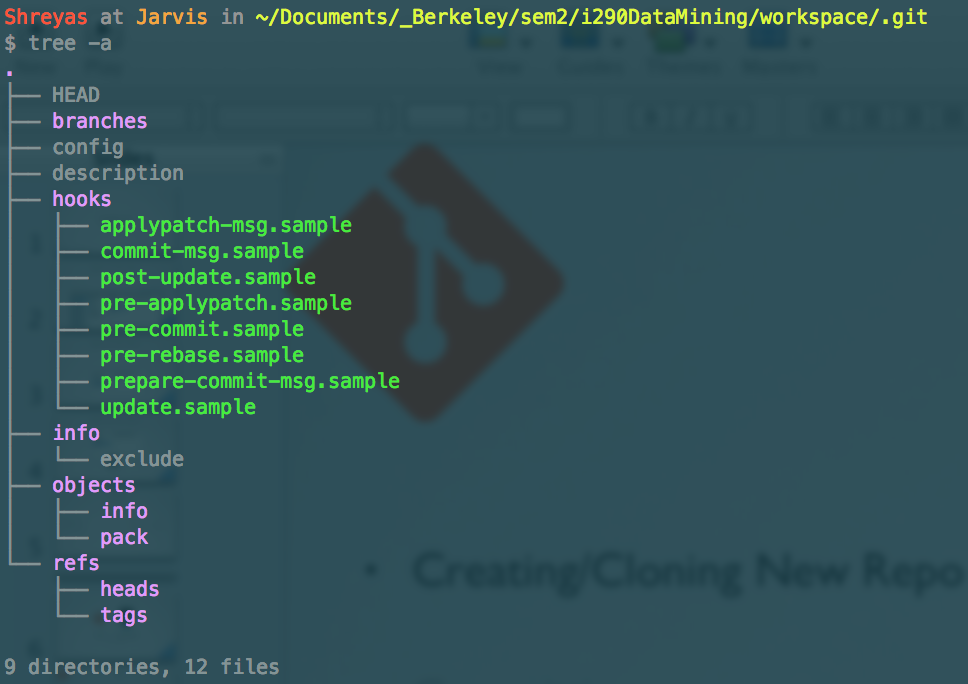 Shreyas at Jarvis in ~/Documents/_Berkeley/sem2/i290DataMining/workspace/.git
$ tree -a
.
├── HEAD
├── branches
├── config
├── description
├── hooks
│   ├── applypatch-msg.sample
│   ├── commit-msg.sample
│   ├── post-update.sample
│   ├── pre-applypatch.sample
│   ├── pre-commit.sample
│   ├── pre-rebase.sample
│   ├── prepare-commit-msg.sample
│   └── update.sample
├── info
│   └── exclude
├── objects
│   ├── info
│   └── pack
└── refs
    ├── heads
    └── tags
• Creating/Cloning New Repo
9 directories, 12 files